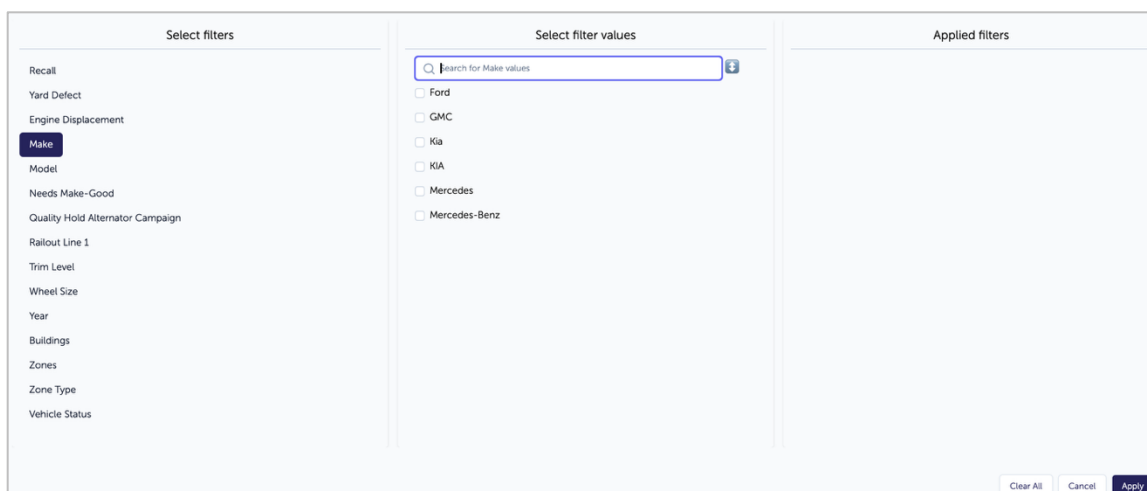 Select filters
Recall
Yard Defect
Engine Displacement
Make
Model
Needs Make-Good
Quality Hold Alternator Campaign
Railout Line 1
Trim Level
Wheel Size
Year
Buildings
Zones
Zone Type
Vehicle Status
Select filter values
Search for Make values
Ford
GMC
Kia
KIA
Mercedes
Mercedes-Benz
Applied filters
Clear All
Cancel
Apply